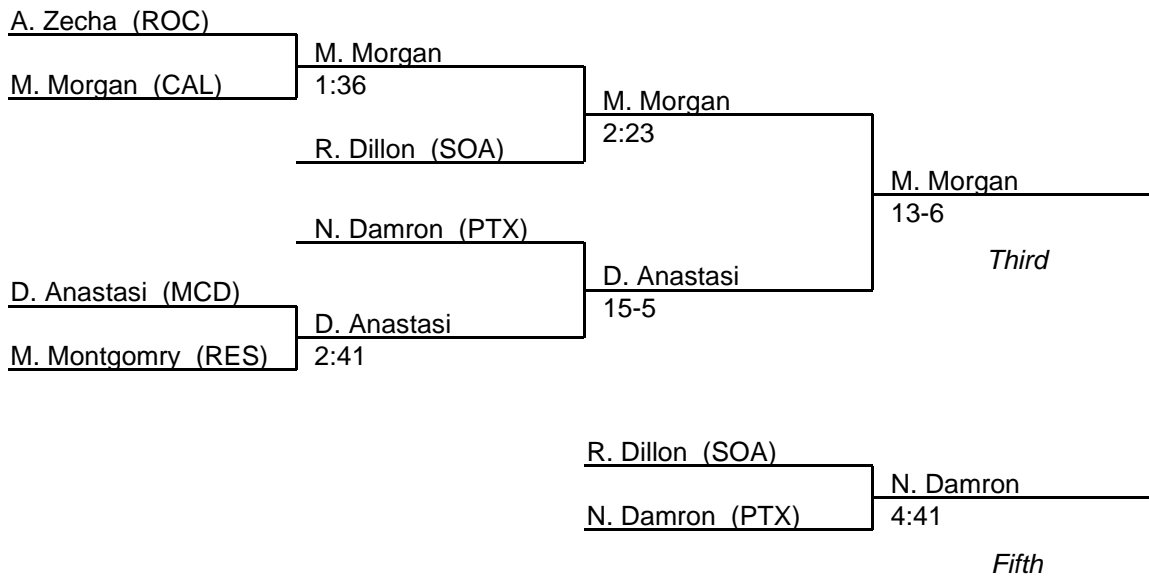 A. Zecha (ROC)
M. Morgan
M. Morgan (CAL)
1:36
M. Morgan
2:23
R. Dillon (SOA)
M. Morgan
13-6
N. Damron (PTX)
Third
D. Anastasi (MCD)
D. Anastasi
15-5
D. Anastasi
M. Montgomry (RES)
2:41
R. Dillon (SOA)
N. Damron
N. Damron (PTX)
4:41
Fifth